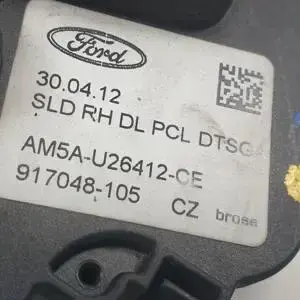 Ford
30.04.12
SLD RH DL PCL DTSG
AM5A-U26412-CE
917048-105 CZ brose